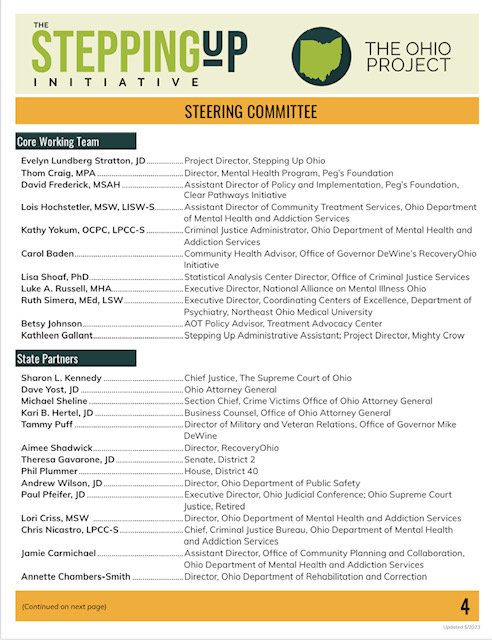 THE
STEPPING UP
INITIATIVE
THE OHIO
PROJECT
STEERING COMMITTEE
Core Working Team
Evelyn Lundberg Stratton, JD ................ Project Director, Stepping Up Ohio
Thom Craig, MPA ................ Director, Mental Health Program, Peg's Foundation
David Frederick, MSAH ................ Assistant Director of Policy and Implementation, Peg's Foundation,
Clear Pathways Initiative
Lois Hochstetler, MSW, LISW-S ................ Assistant Director of Community Treatment Services, Ohio Department
of Mental Health and Addiction Services
Kathy Yokum, OCPC, LPCC-S ................ Criminal Justice Administrator, Ohio Department of Mental Health and
Addiction Services
Carol Baden ................ Community Health Advisor, Office of Governor DeWine's RecoveryOhio
Initiative
Lisa Shoaf, PhD ................ Statistical Analysis Center Director, Office of Criminal Justice Services
Luke A. Russell, MHA ................ Executive Director, National Alliance on Mental Illness Ohio
Ruth Simera, MEd, LSW ................ Executive Director, Coordinating Centers of Excellence, Department of
Psychiatry, Northeast Ohio Medical University
Betsy Johnson ................ AOT Policy Advisor, Treatment Advocacy Center
Kathleen Gallant ................ Stepping Up Administrative Assistant; Project Director, Mighty Crow
State Partners
Sharon L. Kennedy ................ Chief Justice, The Supreme Court of Ohio
Dave Yost, JD ................ Ohio Attorney General
Michael Sheline ................ Section Chief, Crime Victims Office of Ohio Attorney General
Kari B. Hertel, JD ................ Business Counsel, Office of Ohio Attorney General
Tammy Puff ................ Director of Military and Veteran Relations, Office of Governor Mike
DeWine
Aimee Shadwick ................ Director, RecoveryOhio
Theresa Gavarone, JD ................ Senate, District 2
Phil Plummer ................ House, District 40
Andrew Wilson, JD ................ Director, Ohio Department of Public Safety
Paul Pfeifer, JD ................ Executive Director, Ohio Judicial Conference; Ohio Supreme Court
Justice, Retired
Lori Criss, MSW ................ Director, Ohio Department of Mental Health and Addiction Services
Chris Nicastro, LPCC-S ................ Chief, Criminal Justice Bureau, Ohio Department of Mental Health
and Addiction Services
Jamie Carmichael ................ Assistant Director, Office of Community Planning and Collaboration,
Ohio Department of Mental Health and Addiction Services
Annette Chambers-Smith ................ Director, Ohio Department of Rehabilitation and Correction
(Continued on next page)
4
Updated 5/2023